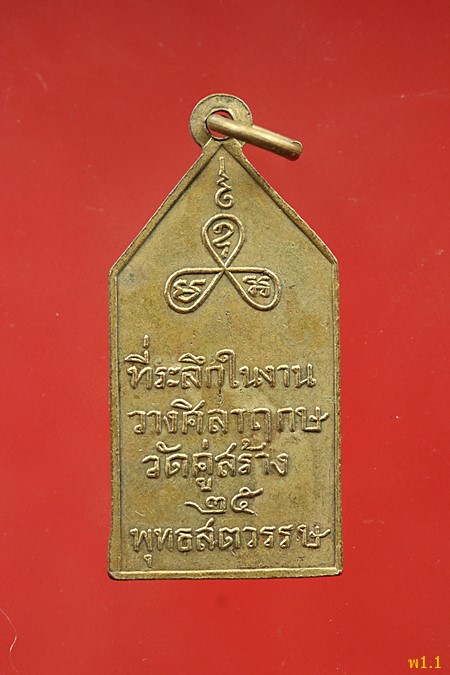 ที่ระลึกในงาน
วางศิลาฤกษ
วัดคู่สร้าง
๒๕
พุทธสตวรรษ
พ1.1